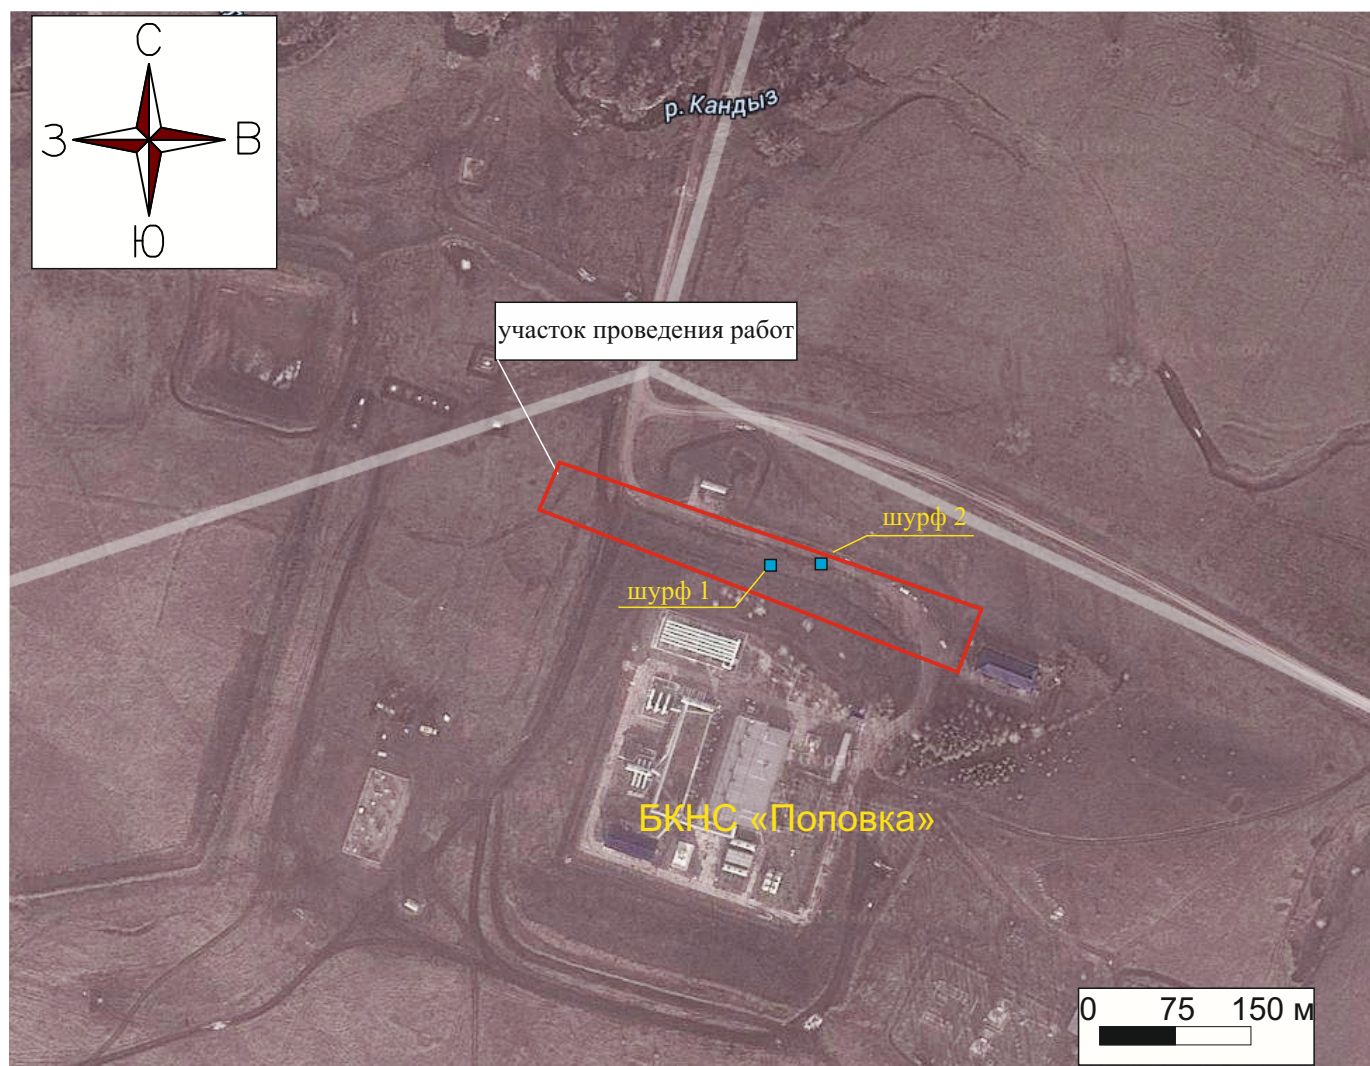 С
З В
Ю
р. Кандыз
участок проведения работ
шурф 2
шурф 1
БКНС «Поповка»
0 75 150 м